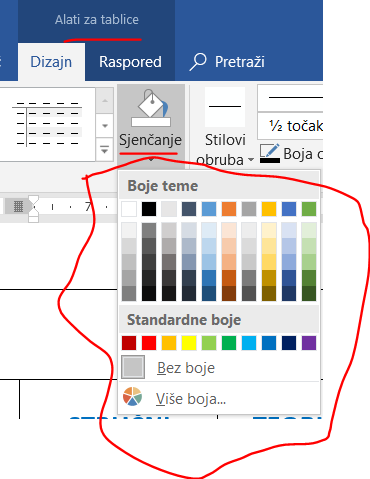 Alati za tablice
Dizajn Raspored Pretraži
Sjenčanje
Stilovi
obruba
½ točak
Boja
7
Boje teme
Standardne boje
Bez boje
Više boja...